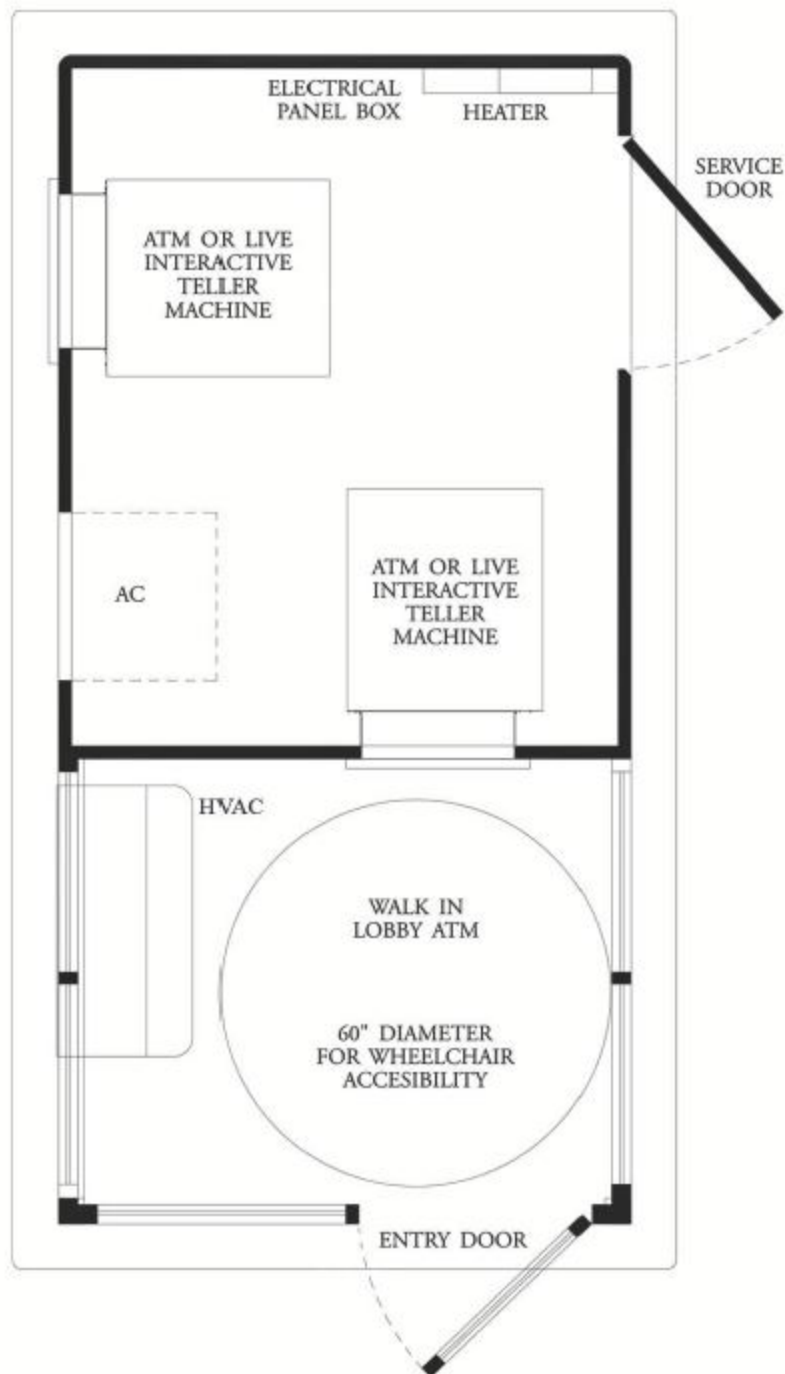 ELECTRICAL
PANEL BOX
HEATER
SERVICE
DOOR
ATM OR LIVE
INTERACTIVE
TELLER
MACHINE
AC
ATM OR LIVE
INTERACTIVE
TELLER
MACHINE
HVAC
WALK IN
LOBBY ATM
60" DIAMETER
FOR WHEELCHAIR
ACCESIBILITY
ENTRY DOOR